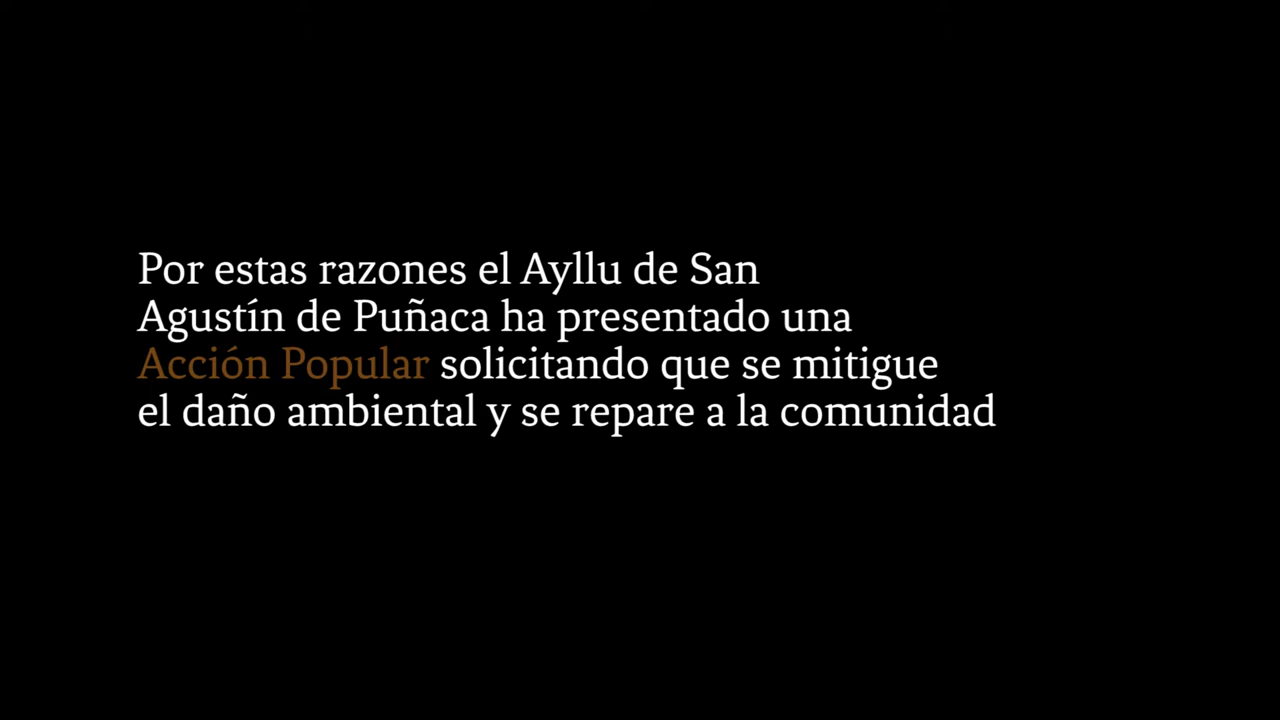 Por estas razones el Ayllu de San
Agustín de Puñaca ha presentado una
Acción Popular solicitando que se mitigue
el daño ambiental y se repare a la comunidad